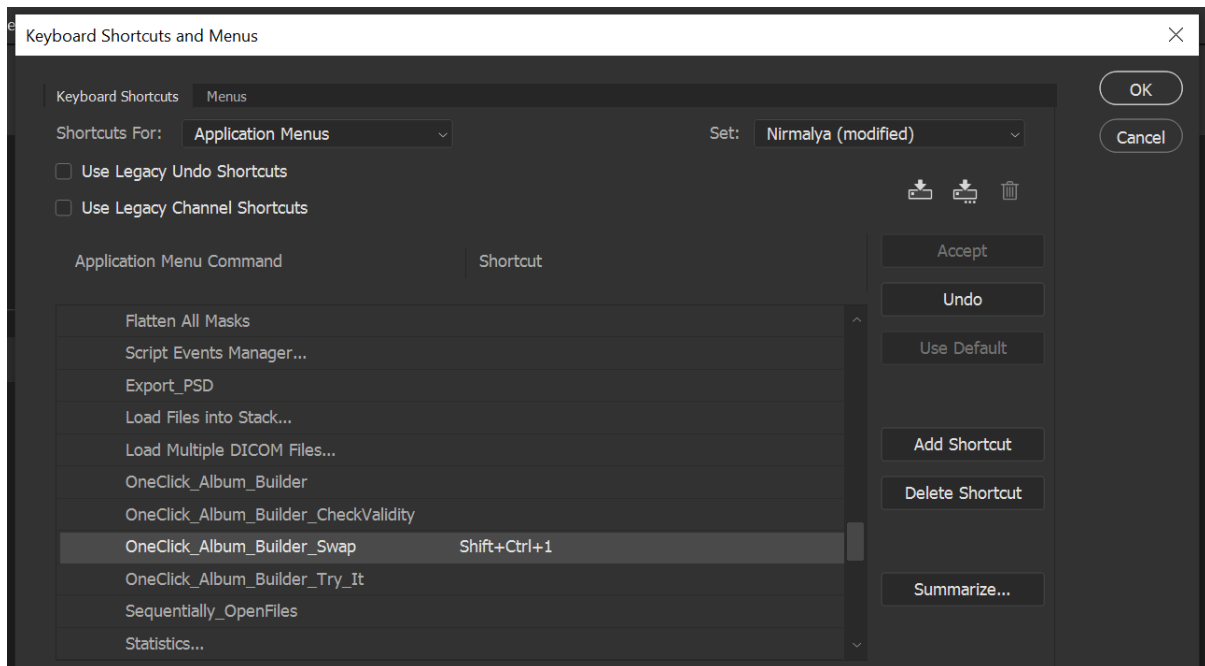 Keyboard Shortcuts and Menus
Keyboard Shortcuts Menus
OK
Shortcuts For: Application Menus Set: Nirmalya (modified)
Cancel
Use Legacy Undo Shortcuts
Use Legacy Channel Shortcuts
Application Menu Command Shortcut
Accept
Undo
Flatten All Masks
Script Events Manager...
Use Default
Export_PSD
Load Files into Stack...
Load Multiple DICOM Files...
Add Shortcut
OneClick_Album_Builder
Delete Shortcut
OneClick_Album_Builder_CheckValidity
OneClick_Album_Builder_Swap Shift+Ctrl+1
OneClick_Album_Builder_Try_It
Summarize...
Sequentially_OpenFiles
Statistics...